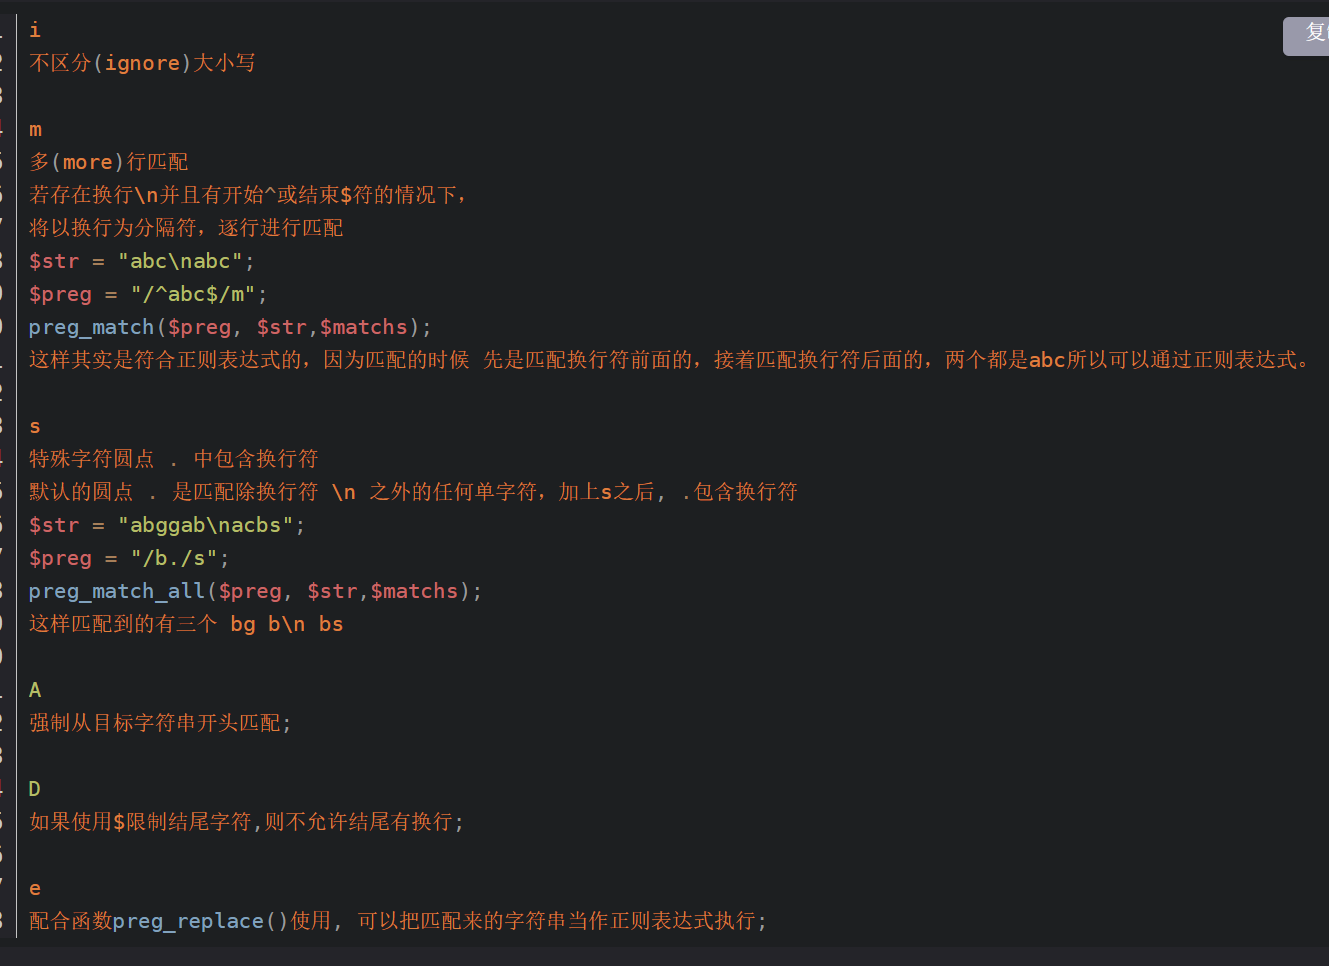 i
复
不区分(ignore)大小写
m
多(more)行匹配
若存在换行\n并且有开始^或结束$符的情况下，
将以换行为分隔符，逐行进行匹配
$str = "abc\nabc";
$preg = "/^abc$/m";
preg_match($preg, $str,$matchs);
这样其实是符合正则表达式的，因为匹配的时候 先是匹配换行符前面的，接着匹配换行符后面的，两个都是abc所以可以通过正则表达式。
s
特殊字符圆点 . 中包含换行符
默认的圆点 . 是匹配除换行符 \n 之外的任何单字符，加上s之后, .包含换行符
$str = "abggab\nacbs";
$preg = "/b./s";
preg_match_all($preg, $str,$matchs);
这样匹配到的有三个 bg b\n bs
A
强制从目标字符串开头匹配;
D
如果使用$限制结尾字符,则不允许结尾有换行;
e
配合函数preg_replace()使用, 可以把匹配来的字符串当作正则表达式执行;